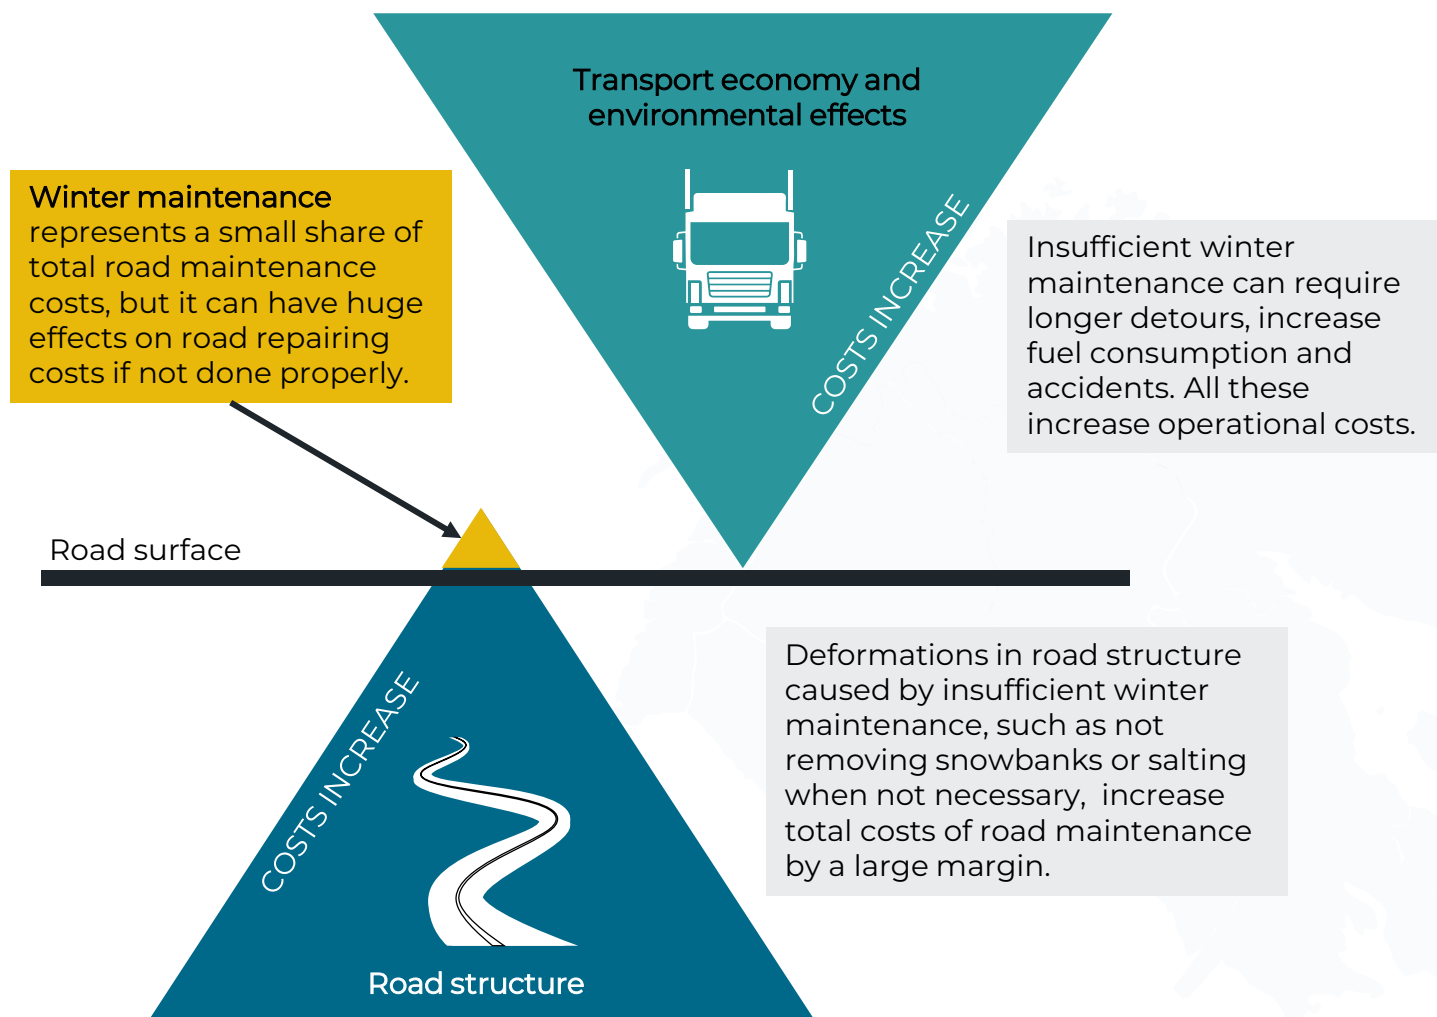 Transport economy and
environmental effects
COSTS INCREASE
Winter maintenance
represents a small share of
total road maintenance
costs, but it can have huge
effects on road repairing
costs if not done properly.
Insufficient winter
maintenance can require
longer detours, increase
fuel consumption and
accidents. All these
increase operational costs.
Road surface
Deformations in road structure
caused by insufficient winter
maintenance, such as not
removing snowbanks or salting
when not necessary,  increase
total costs of road maintenance
by a large margin.
COSTS INCREASE
Road structure